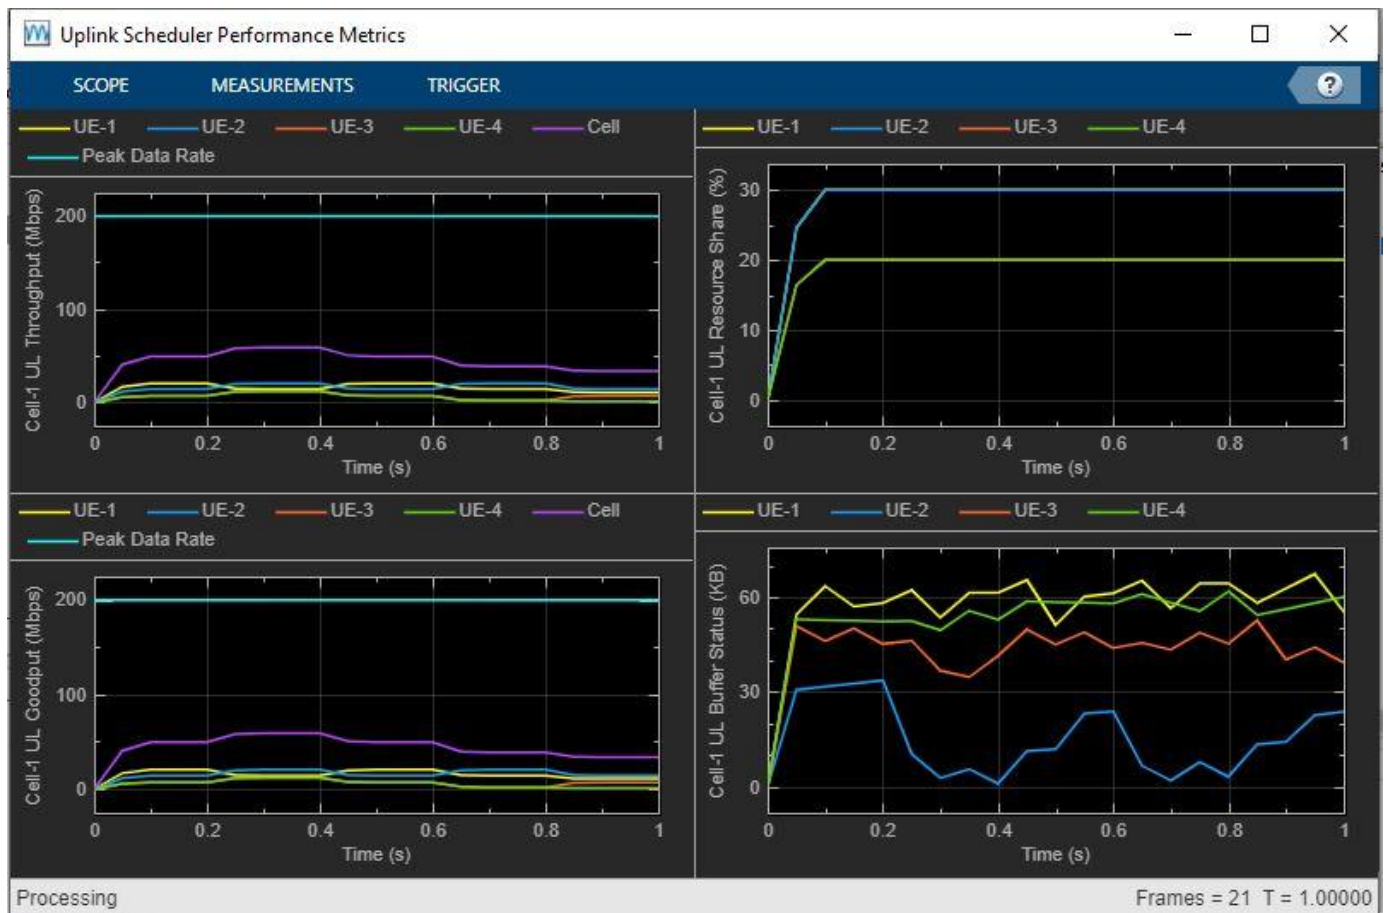 Uplink Scheduler Performance Metrics
SCOPE MEASUREMENTS TRIGGER ?
UE-1 UE-2 UE-3 UE-4 Cell
Peak Data Rate
Cell-1 UL Throughput (Mbps)
200
100
0
0 0.2 0.4 0.6 0.8 1
Time (s)
UE-1 UE-2 UE-3 UE-4
Cell-1 UL Resource Share (%)
30
20
10
0
0 0.2 0.4 0.6 0.8 1
Time (s)
UE-1 UE-2 UE-3 UE-4 Cell
Peak Data Rate
Cell-1 UL Goodput (Mbps)
200
100
0
0 0.2 0.4 0.6 0.8 1
Time (s)
UE-1 UE-2 UE-3 UE-4
Cell-1 UL Buffer Status (KB)
60
30
0
0 0.2 0.4 0.6 0.8 1
Time (s)
Processing Frames = 21 T = 1.00000